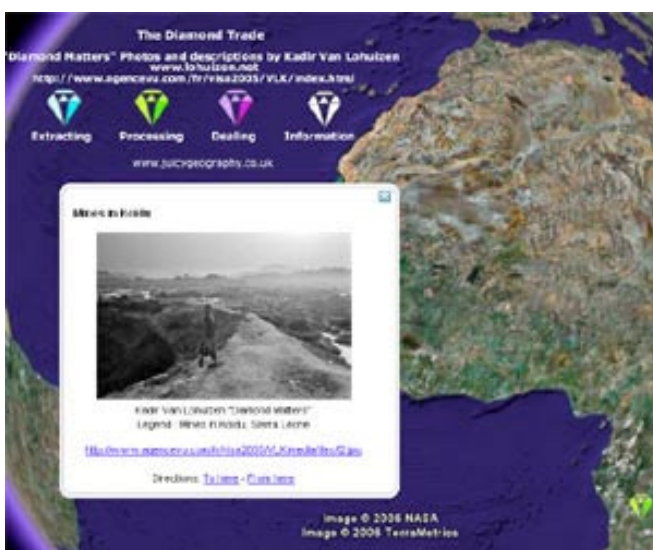 The Diamond Trade
"Diamond Matters" Photos and descriptions by Kadir Van Lohuizen
www.lohuizen.net
http://www.agencevu.com/fr/visa2005/VLK/index.html
Extracting Processing Dealing Information
www.juicygeography.co.uk
Mines in Koidu
Kadir Van Lohuizen "Diamond Matters"
Legend : Mines in Koidu, Sierra Leone
Directions: To here - From here
Image © 2006 NASA
Image © 2006 TerraMetrics